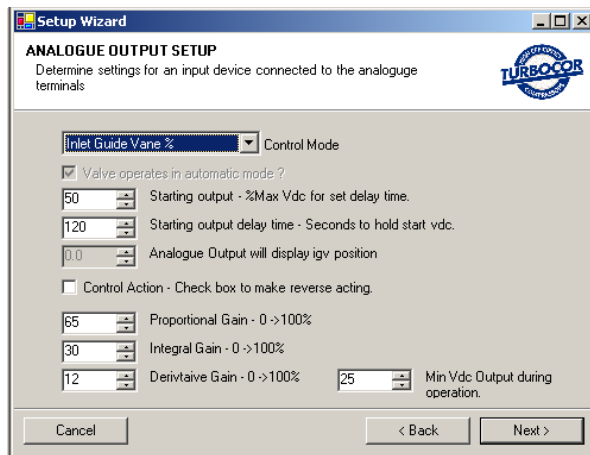 Setup Wizard
ANALOGUE OUTPUT SETUP
Determine settings for an input device connected to the analoguge
terminals
HIGH EFFICIENCY
TURBOCOR
COMPRESSORS
Inlet Guide Vane % Control Mode
Valve operates in automatic mode ?
50 Starting output - %Max Vdc for set delay time.
120 Starting output delay time - Seconds to hold start vdc.
0.0 Analogue Output will display igv position
Control Action - Check box to make reverse acting.
65 Proportional Gain - 0 ->100%
30 Integral Gain - 0 ->100%
12 Derivtaive Gain - 0 ->100% 25 Min Vdc Output during
operation.
Cancel < Back Next >